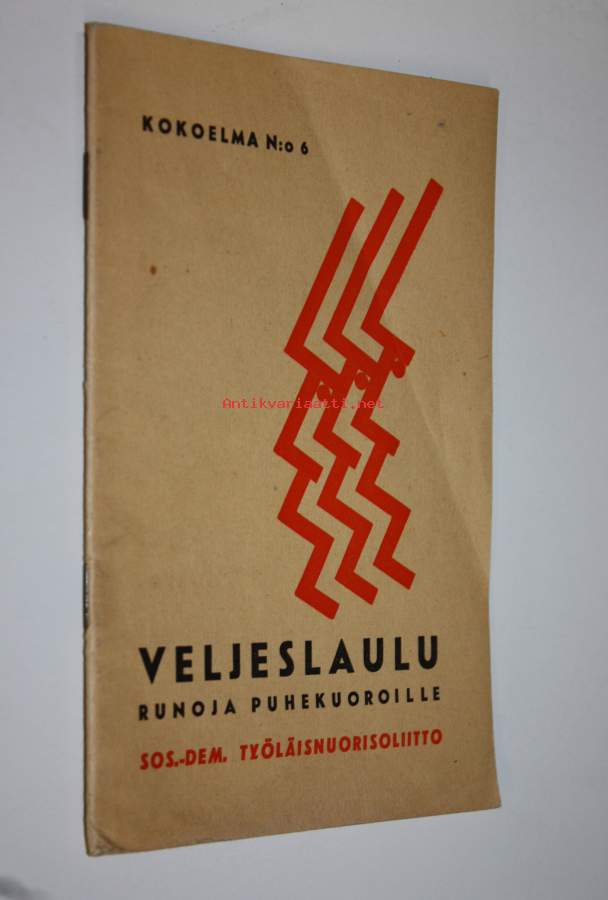 KOKOELMA N:o 6
Antikvariaatti.net
VELJESLAULU
RUNOJA PUHEKUOROILLE
SOS.-DEM. TYÖLÄISNUORISOLIITTO